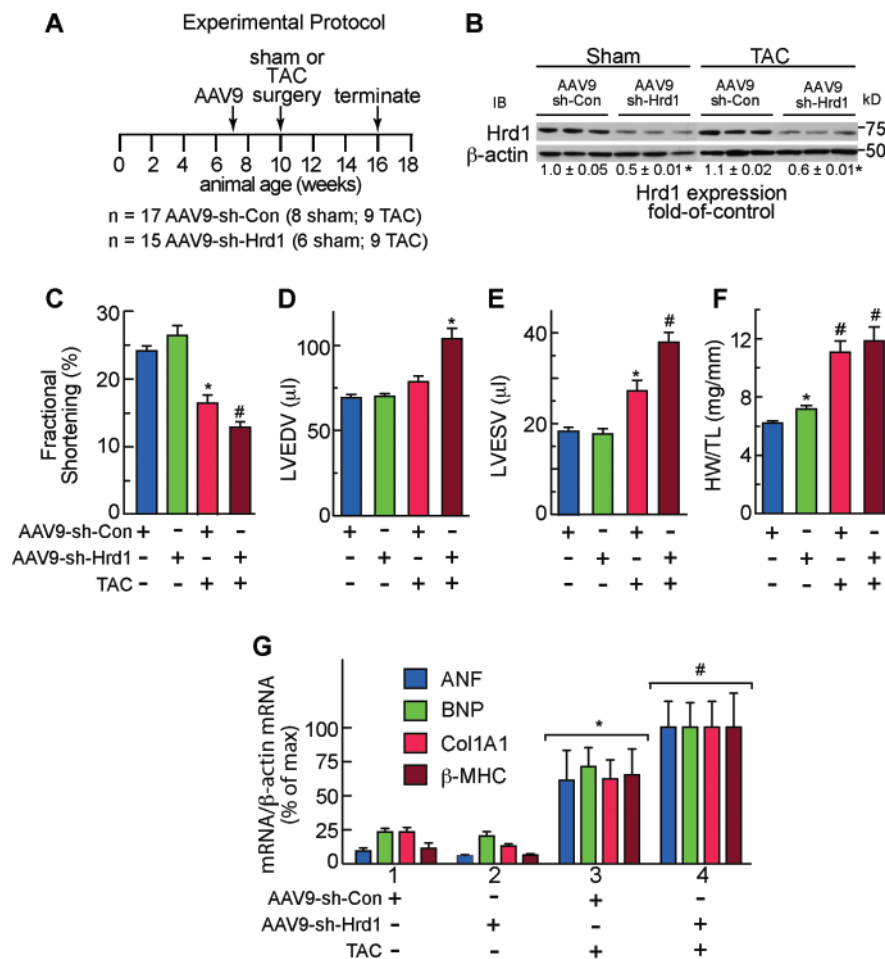 A
Experimental Protocol
sham or
TAC
AAV9 surgery terminate
0 2 4 6 8 10 12 14 16 18
animal age (weeks)
n = 17 AAV9-sh-Con (8 sham; 9 TAC)
n = 15 AAV9-sh-Hrd1 (6 sham; 9 TAC)
B
Sham TAC
AAV9 AAV9 AAV9 AAV9
IB sh-Con sh-Hrd1 sh-Con sh-Hrd1 kD
Hrd1 75
β-actin 50
1.0 ± 0.05 0.5 ± 0.01* 1.1 ± 0.02 0.6 ± 0.01*
Hrd1 expression
fold-of-control
C
Fractional
Shortening (%)
30
20
10
0
* #
D
LVEDV (μl)
100
50
0
*
E
LVESV (μl)
40
20
0
* #
F
HW/TL (mg/mm)
12
9
6
3
0
* # #
AAV9-sh-Con + - + - + - + - + - + - + - + -
AAV9-sh-Hrd1 - + - + - + - + - + - + - + - +
TAC - - + + - - + + - - + + - - + +
G
mRNA/β-actin mRNA
(% of max)
100
75
50
25
0
ANF
BNP
Col1A1
β-MHC
* #
1 2 3 4
AAV9-sh-Con + - + -
AAV9-sh-Hrd1 - + - +
TAC - - + +